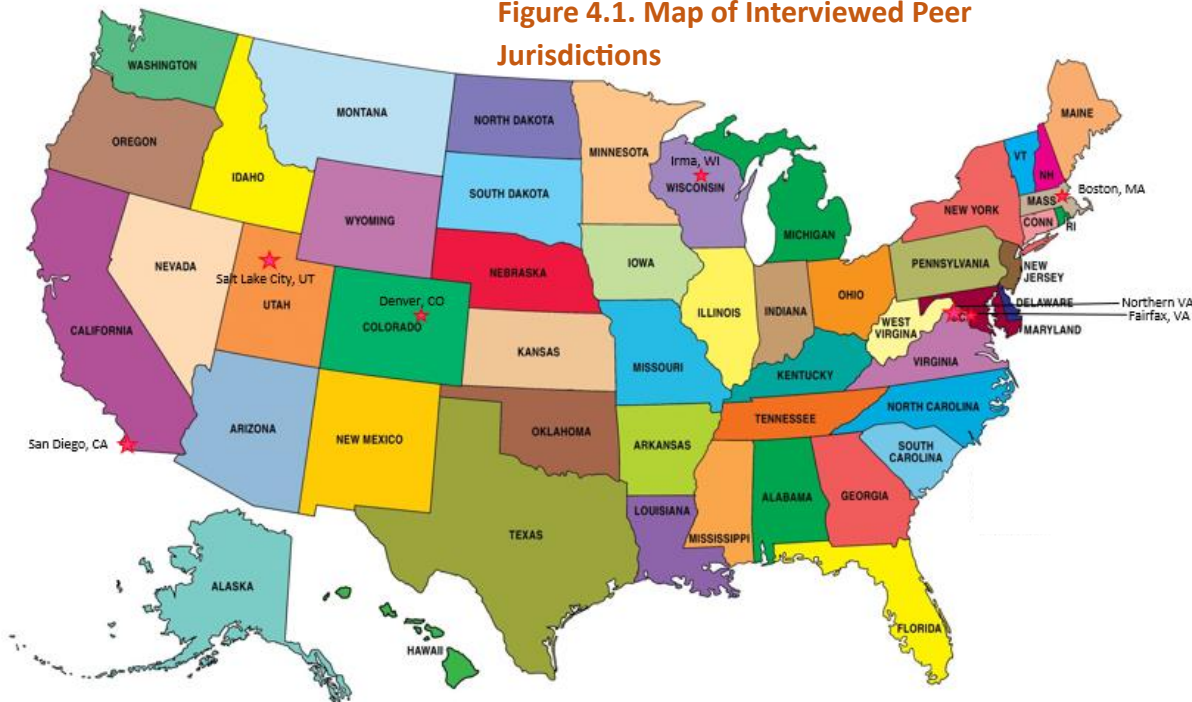 Figure 4.1. Map of Interviewed Peer
Jurisdictions
WASHINGTON
MONTANA
NORTH DAKOTA
MINNESOTA
MAINE
OREGON
IDAHO
SOUTH DAKOTA
Irma, WI
WISCONSIN
VT
NH
Boston, MA
MASS
NEW YORK
CONN
RI
WYOMING
MICHIGAN
NEVADA
Salt Lake City, UT
UTAH
NEBRASKA
IOWA
PENNSYLVANIA
NEW
JERSEY
Denver, CO
COLORADO
ILLINOIS
INDIANA
OHIO
DELAWARE
Northern VA
Fairfax, VA
MARYLAND
WEST
VIRGINA
VIRGINIA
CALIFORNIA
KANSAS
MISSOURI
KENTUCKY
San Diego, CA
ARIZONA
NEW MEXICO
OKLAHOMA
ARKANSAS
TENNESSEE
NORTH CAROLINA
SOUTH
CAROLINA
TEXAS
LOUISIANA
MISSISSIPPI
ALABAMA
GEORGIA
ALASKA
HAWAII
FLORIDA